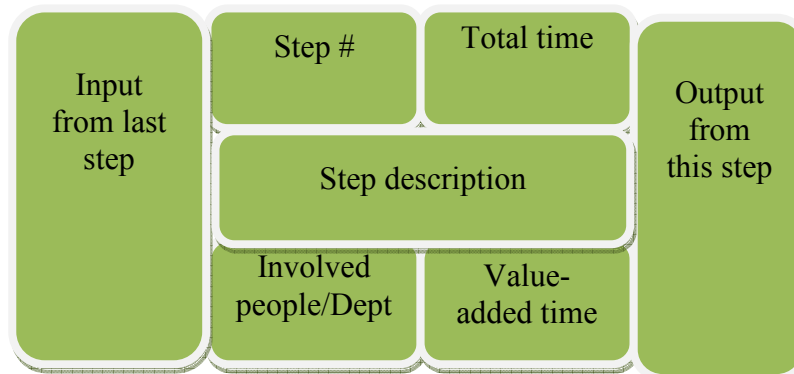 Input
from last
step
Step #
Total time
Step description
Involved
people/Dept
Value-
added time
Output
from
this step